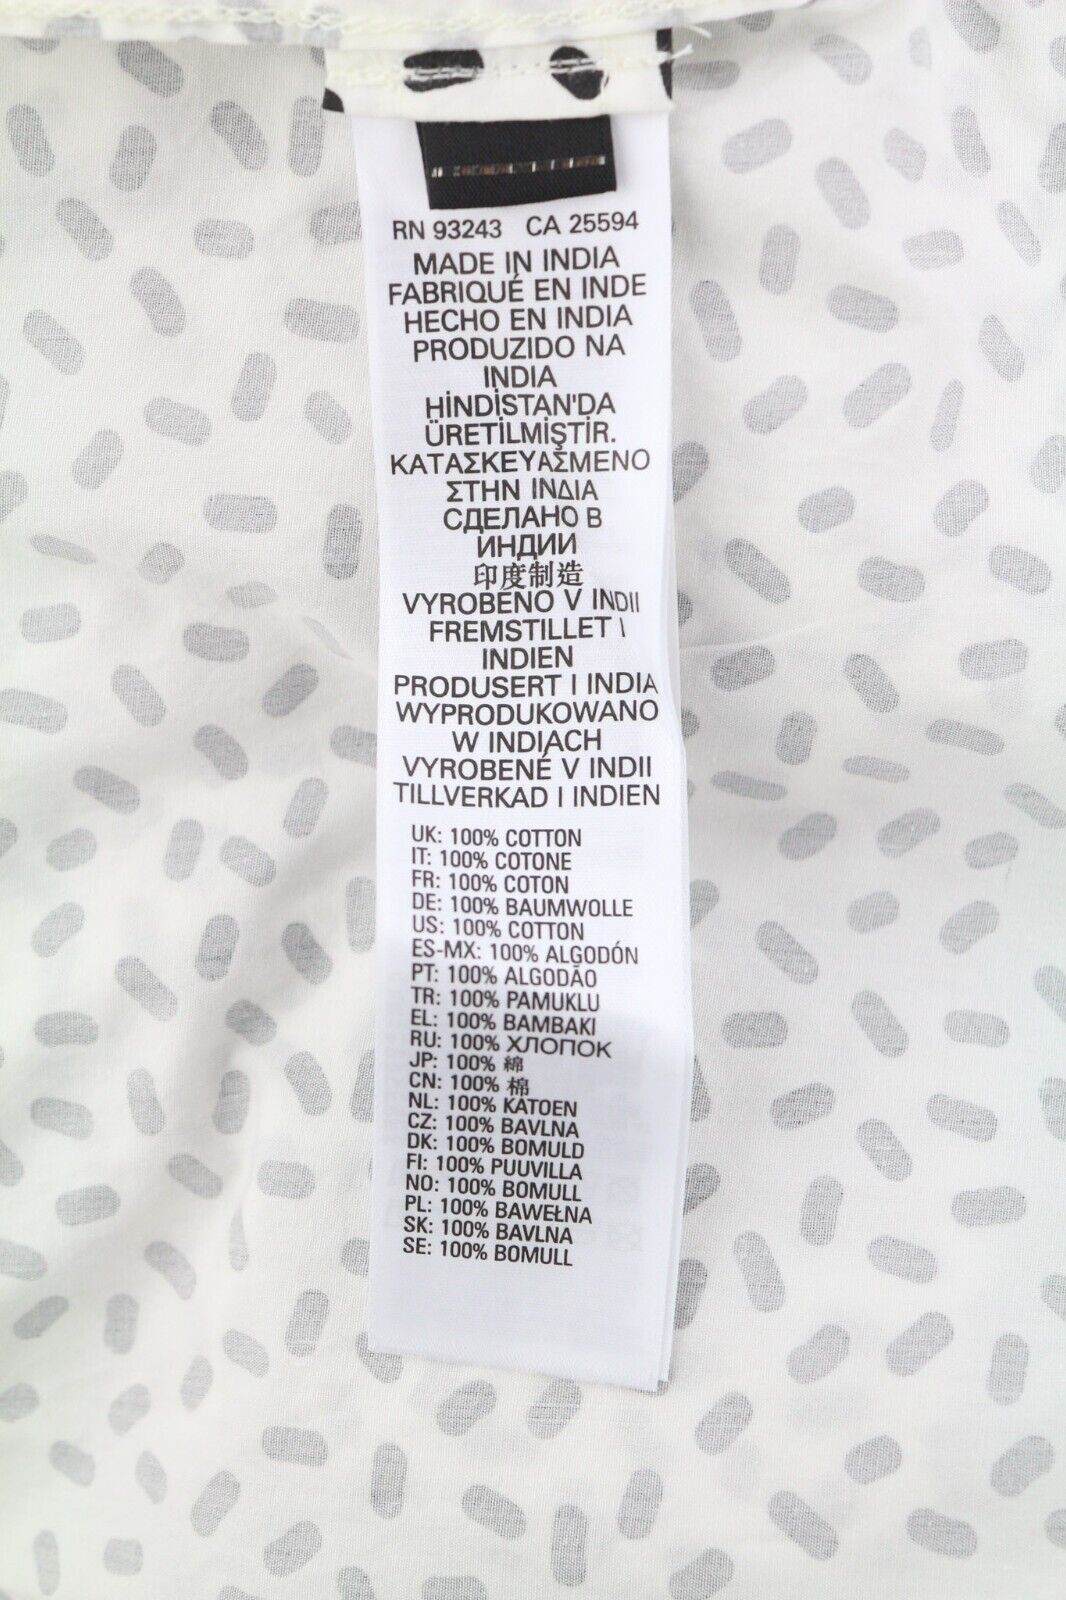 RN 93243 CA 25594
MADE IN INDIA
FABRIQUÉ EN INDE
HECHO EN INDIA
PRODUZIDO NA
INDIA
HİNDİSTAN'DA
ÜRETİLMİŞTİR.
ΚΑΤΑΣΚΕΥΑΣΜΕΝΟ
ΣΤΗΝ ΙΝΔΙΑ
СДЕЛАНО В
ИНДИИ
印度制造
VYROBENO V INDII
FREMSTILLET I
INDIEN
PRODUSERT I INDIA
WYPRODUKOWANO
W INDIACH
VYROBENÉ V INDII
TILLVERKAD I INDIEN
UK: 100% COTTON
IT: 100% COTONE
FR: 100% COTON
DE: 100% BAUMWOLLE
US: 100% COTTON
ES-MX: 100% ALGODÓN
PT: 100% ALGODÃO
TR: 100% PAMUKLU
EL: 100% BAMBAKI
RU: 100% ХЛОПОК
JP: 100% 綿
CN: 100% 棉
NL: 100% KATOEN
CZ: 100% BAVLNA
DK: 100% BOMULD
FI: 100% PUUVILLA
NO: 100% BOMULL
PL: 100% BAWEŁNA
SK: 100% BAVLNA
SE: 100% BOMULL